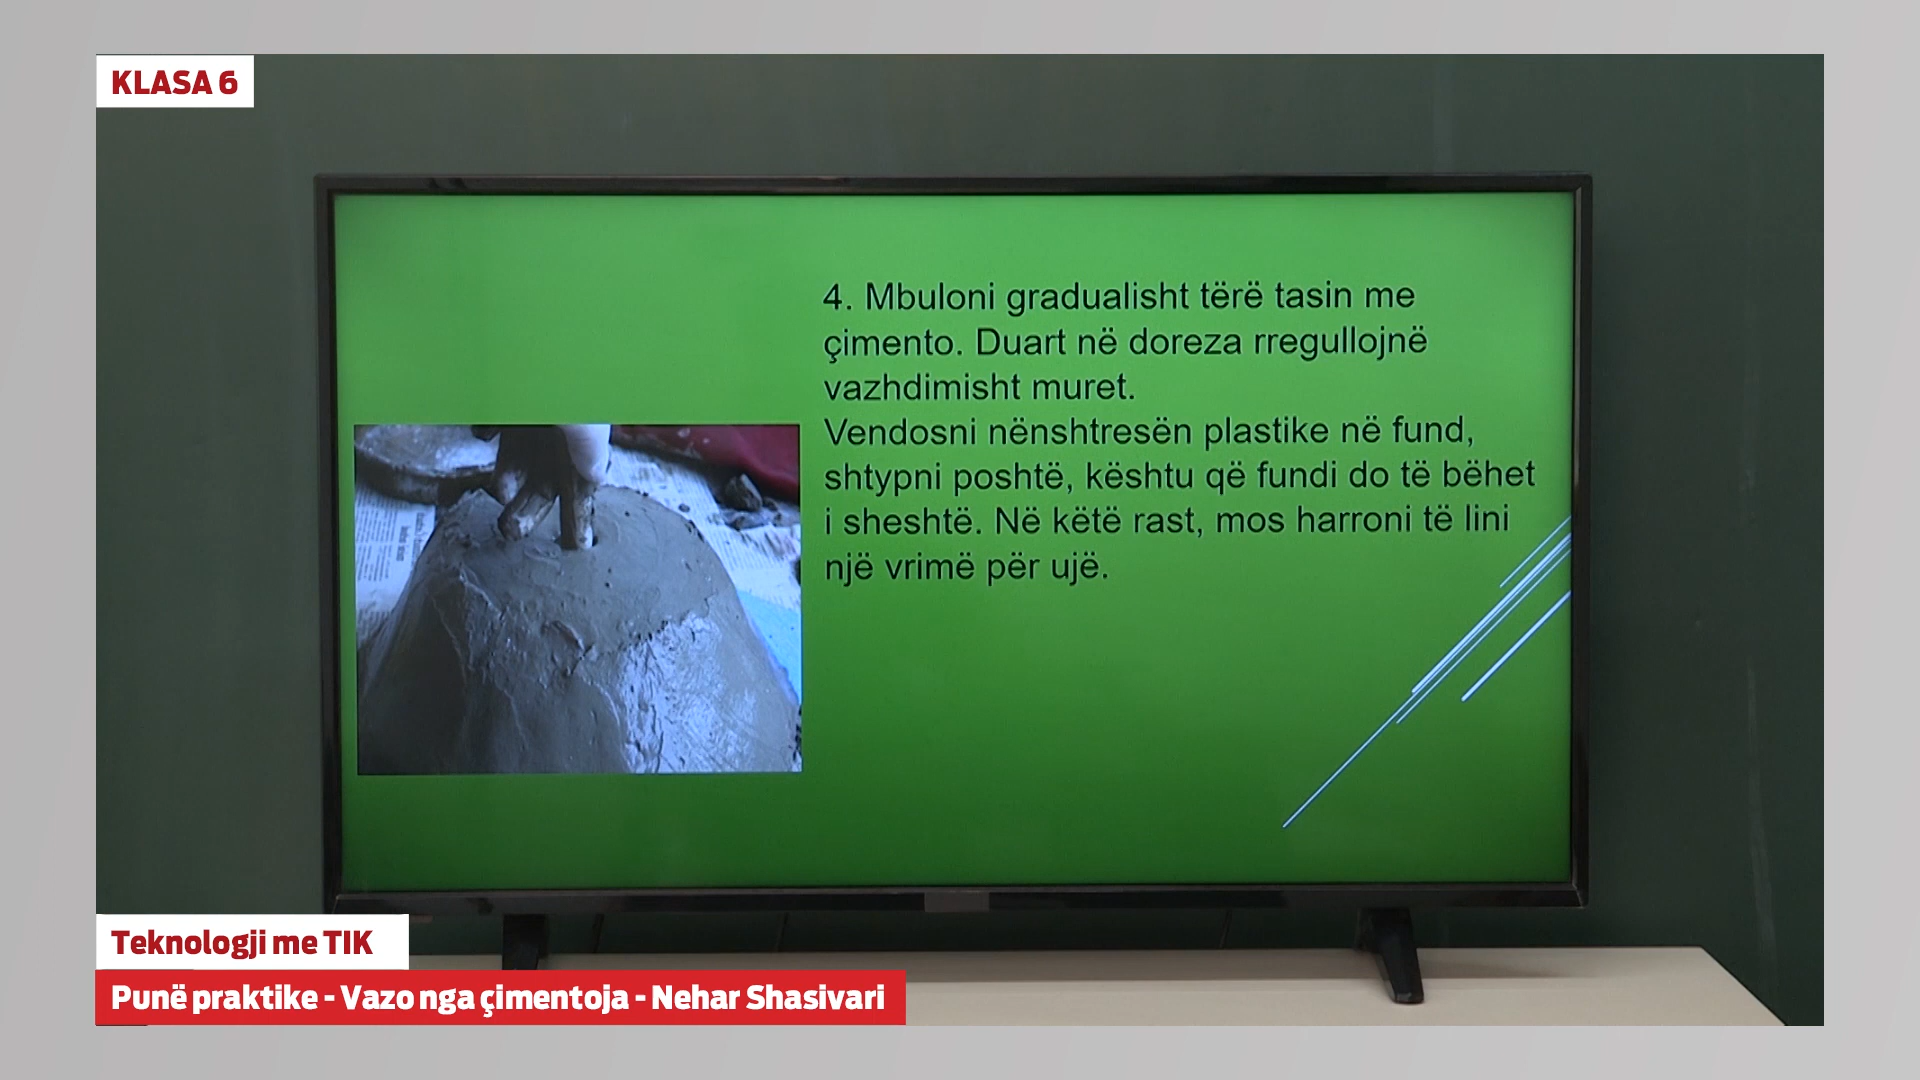 KLASA 6
4. Mbuloni gradualisht tërë tasin me
çimento. Duart në doreza rregullojnë
vazhdimisht muret.
Vendosni nënshtresën plastike në fund,
shtypni poshtë, kështu që fundi do të bëhet
i sheshtë. Në këtë rast, mos harroni të lini
një vrimë për ujë.
Teknologji me TIK
Punë praktike - Vazo nga çimentoja - Nehar Shasivari